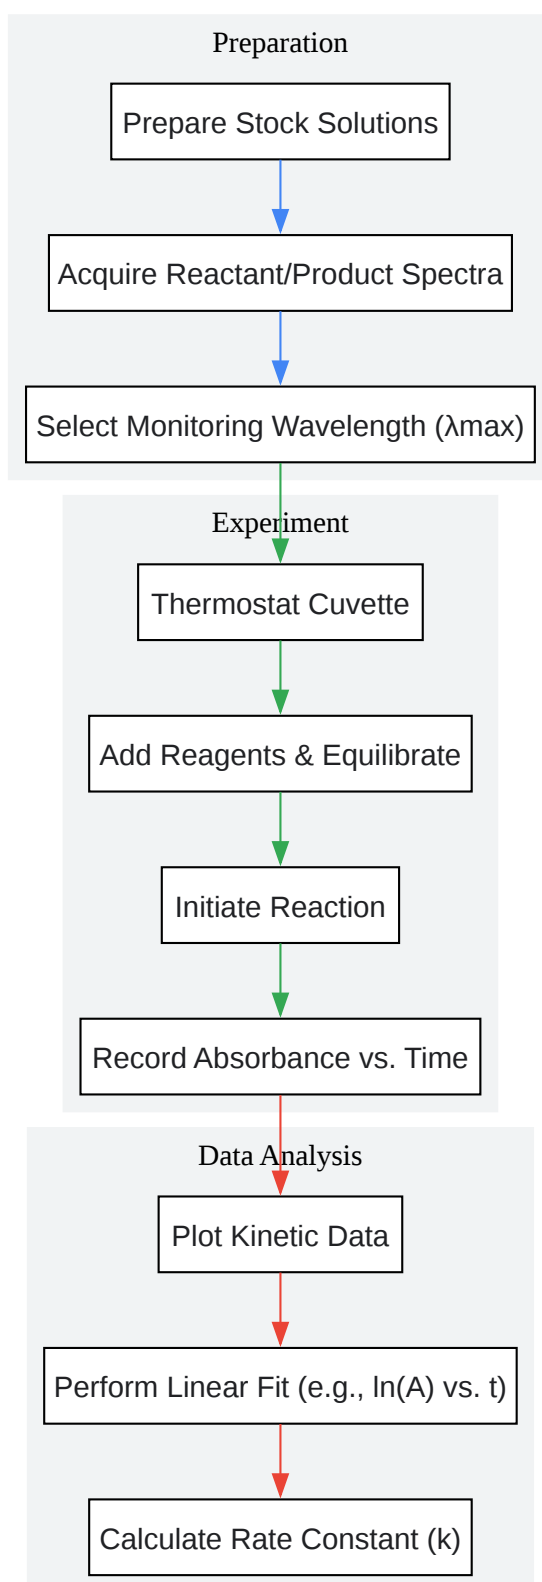 Preparation
Prepare Stock Solutions
Acquire Reactant/Product Spectra
Select Monitoring Wavelength (λmax)
Experiment
Thermostat Cuvette
Add Reagents & Equilibrate
Initiate Reaction
Record Absorbance vs. Time
Data Analysis
Plot Kinetic Data
Perform Linear Fit (e.g., ln(A) vs. t)
Calculate Rate Constant (k)